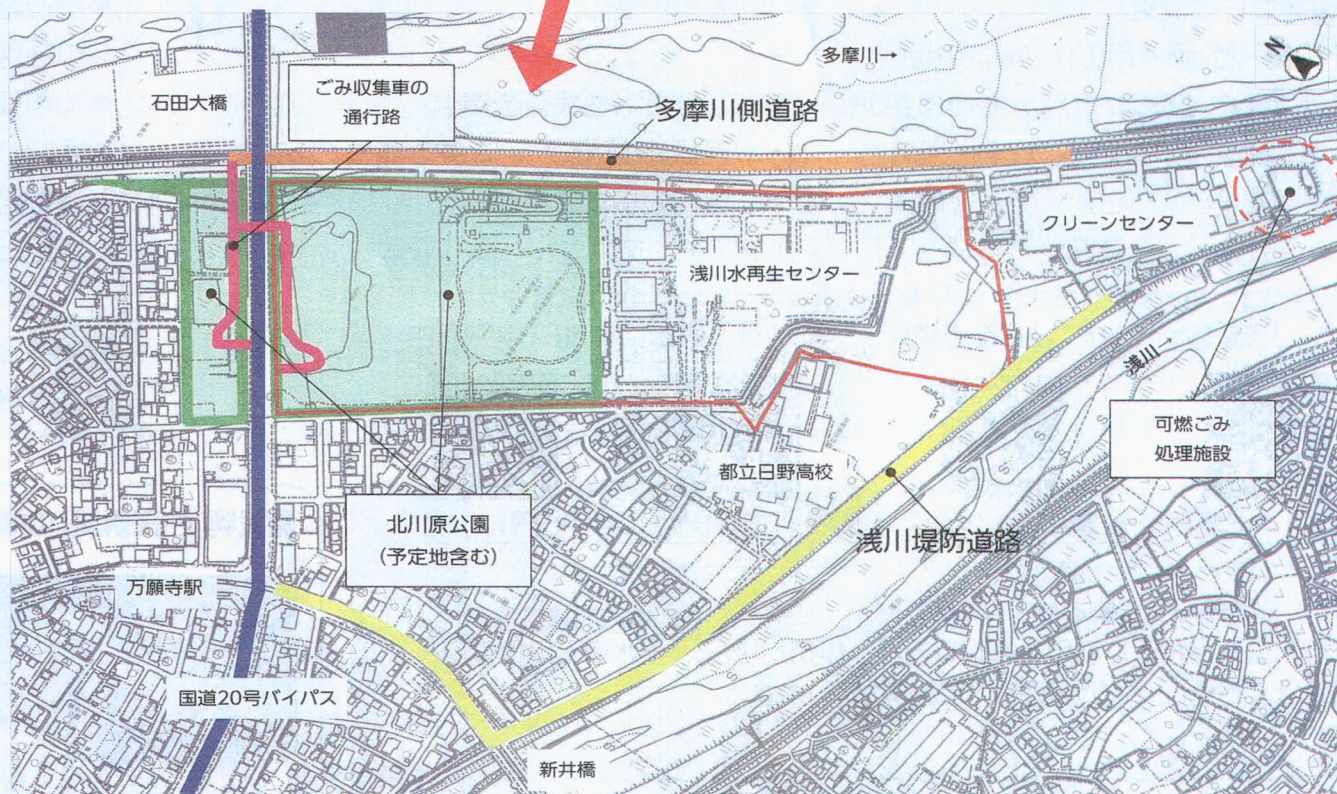 多摩川→
N
石田大橋
ごみ収集車の
通行路
多摩川側道路
クリーンセンター
浅川水再生センター
浅川→
可燃ごみ
処理施設
都立日野高校
北川原公園
(予定地含む)
浅川堤防道路
万願寺駅
国道20号バイパス
新井橋